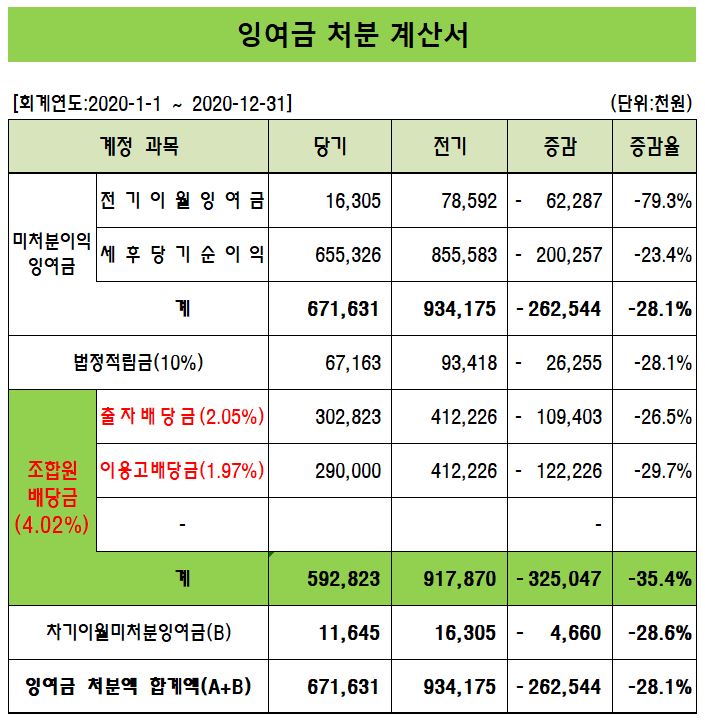 잉여금 처분 계산서
[회계연도:2020-1-1 ~ 2020-12-31] (단위:천원)
계정 과목 당기 전기 증감 증감율
미처분이익
잉여금
전기이월잉여금 16,305 78,592 - 62,287 -79.3%
세후당기순이익 655,326 855,583 - 200,257 -23.4%
계 671,631 934,175 -262,544 -28.1%
법정적립금(10%) 67,163 93,418 - 26,255 -28.1%
조합원
배당금
(4.02%)
출자배당금(2.05%) 302,823 412,226 - 109,403 -26.5%
이용고배당금(1.97%) 290,000 412,226 - 122,226 -29.7%
- -
계 592,823 917,870 -325,047 -35.4%
차기이월미처분잉여금(B) 11,645 16,305 - 4,660 -28.6%
잉여금 처분액 합계액(A+B) 671,631 934,175 -262,544 -28.1%